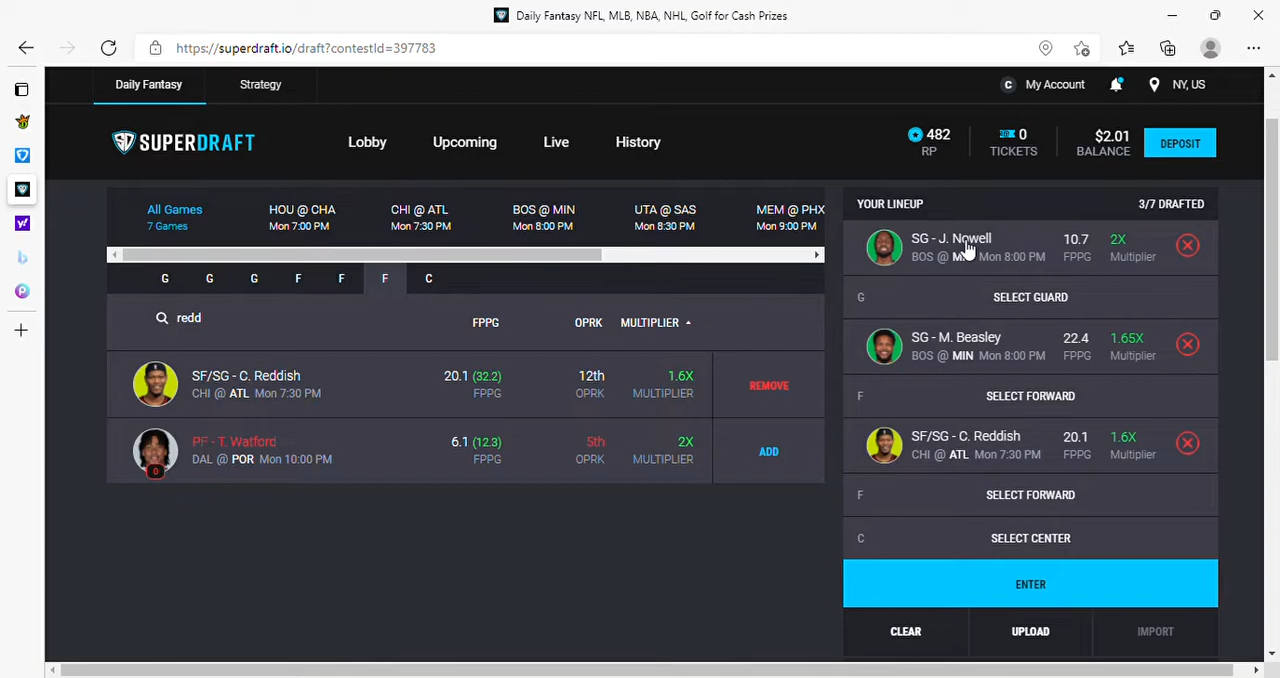 Daily Fantasy NFL, MLB, NBA, NHL, Golf for Cash Prizes
https://superdraft.io/draft?contestId=397783
Daily Fantasy Strategy C My Account NY, US
SUPERDRAFT Lobby Upcoming Live History 482 RP 0 TICKETS $2.01 BALANCE DEPOSIT
All Games HOU @ CHA CHI @ ATL BOS @ MIN UTA @ SAS MEM @ PHX
7 Games Mon 7:00 PM Mon 7:30 PM Mon 8:00 PM Mon 8:30 PM Mon 9:00 PM
G G G F F F C
redd FPPG OPRK MULTIPLIER
SF/SG - C. Reddish 20.1 (32.2) 12th 1.6X
CHI @ ATL Mon 7:30 PM FPPG OPRK MULTIPLIER
REMOVE
PF - T. Watford 6.1 (12.3) 5th 2X
DAL @ POR Mon 10:00 PM FPPG OPRK MULTIPLIER
0
ADD
YOUR LINEUP 3/7 DRAFTED
SG - J. Nowell 10.7 2X
BOS @ Mon 8:00 PM FPPG Multiplier
G SELECT GUARD
SG - M. Beasley 22.4 1.65X
BOS @ MIN Mon 8:00 PM FPPG Multiplier
F SELECT FORWARD
SF/SG - C. Reddish 20.1 1.6X
CHI @ ATL Mon 7:30 PM FPPG Multiplier
F SELECT FORWARD
C SELECT CENTER
ENTER
CLEAR UPLOAD IMPORT